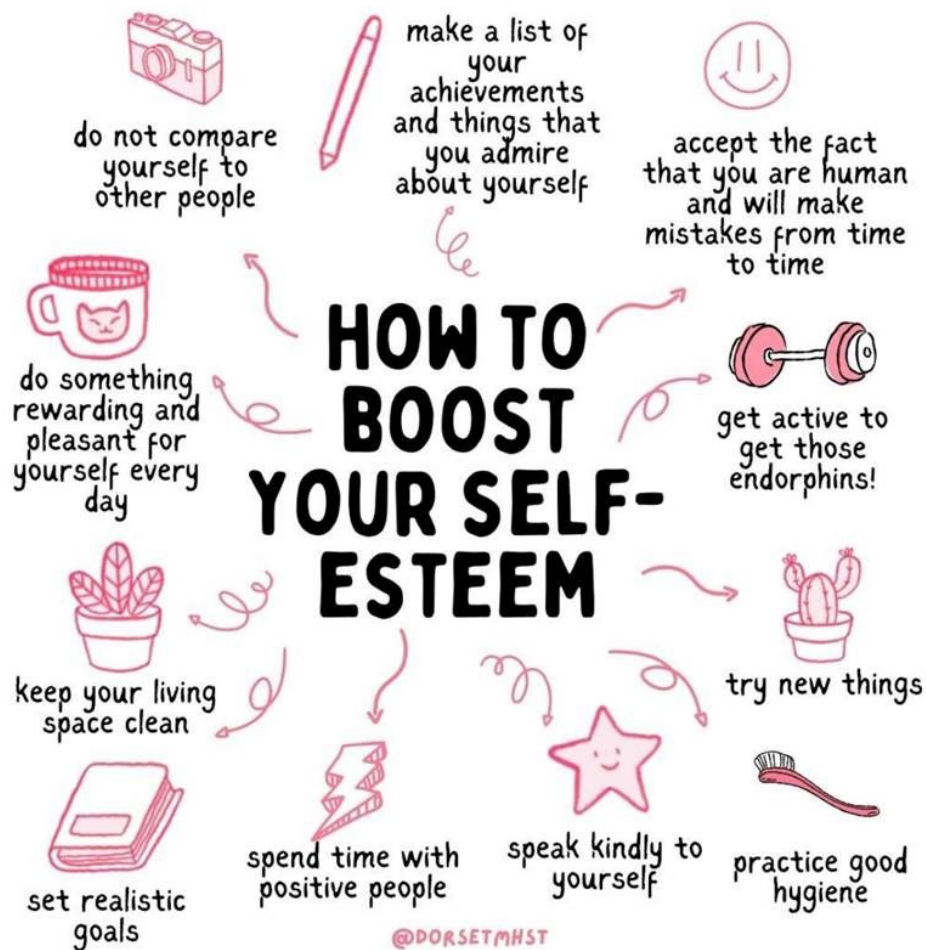 do not compare
yourself to
other people
make a list of
your
achievements
and things that
you admire
about yourself
accept the fact
that you are human
and will make
mistakes from time
to time
HOW TO
BOOST
YOUR SELF-
ESTEEM
do something
rewarding and
pleasant for
yourself every
day
get active to
get those
endorphins!
keep your living
space clean
try new things
set realistic
goals
spend time with
positive people
speak kindly to
yourself
practice good
hygiene
@DORSETMHST